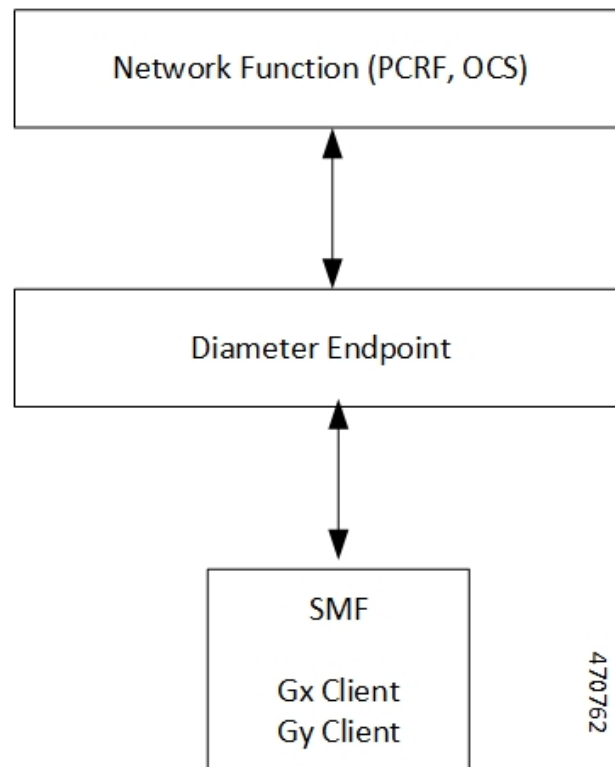 Network Function (PCRF, OCS)
Diameter Endpoint
SMF
Gx Client
Gy Client
470762